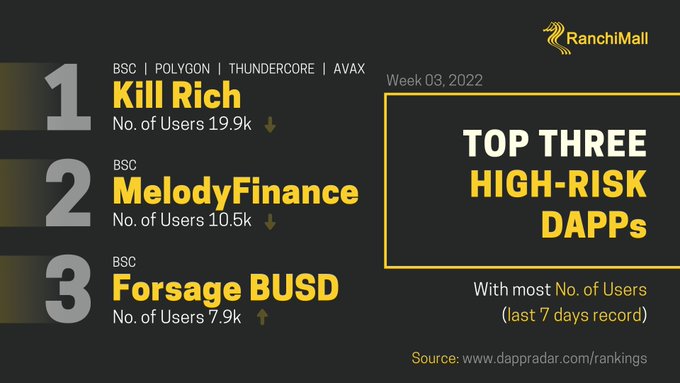 RanchiMall
1
BSC | POLYGON | THUNDERCORE | AVAX
Kill Rich
No. of Users 19.9k
2
BSC
MelodyFinance
No. of Users 10.5k
3
BSC
Forsage BUSD
No. of Users 7.9k
Week 03, 2022
TOP THREE
HIGH-RISK
DAPPs
With most No. of Users
(last 7 days record)
Source: www.dappradar.com/rankings